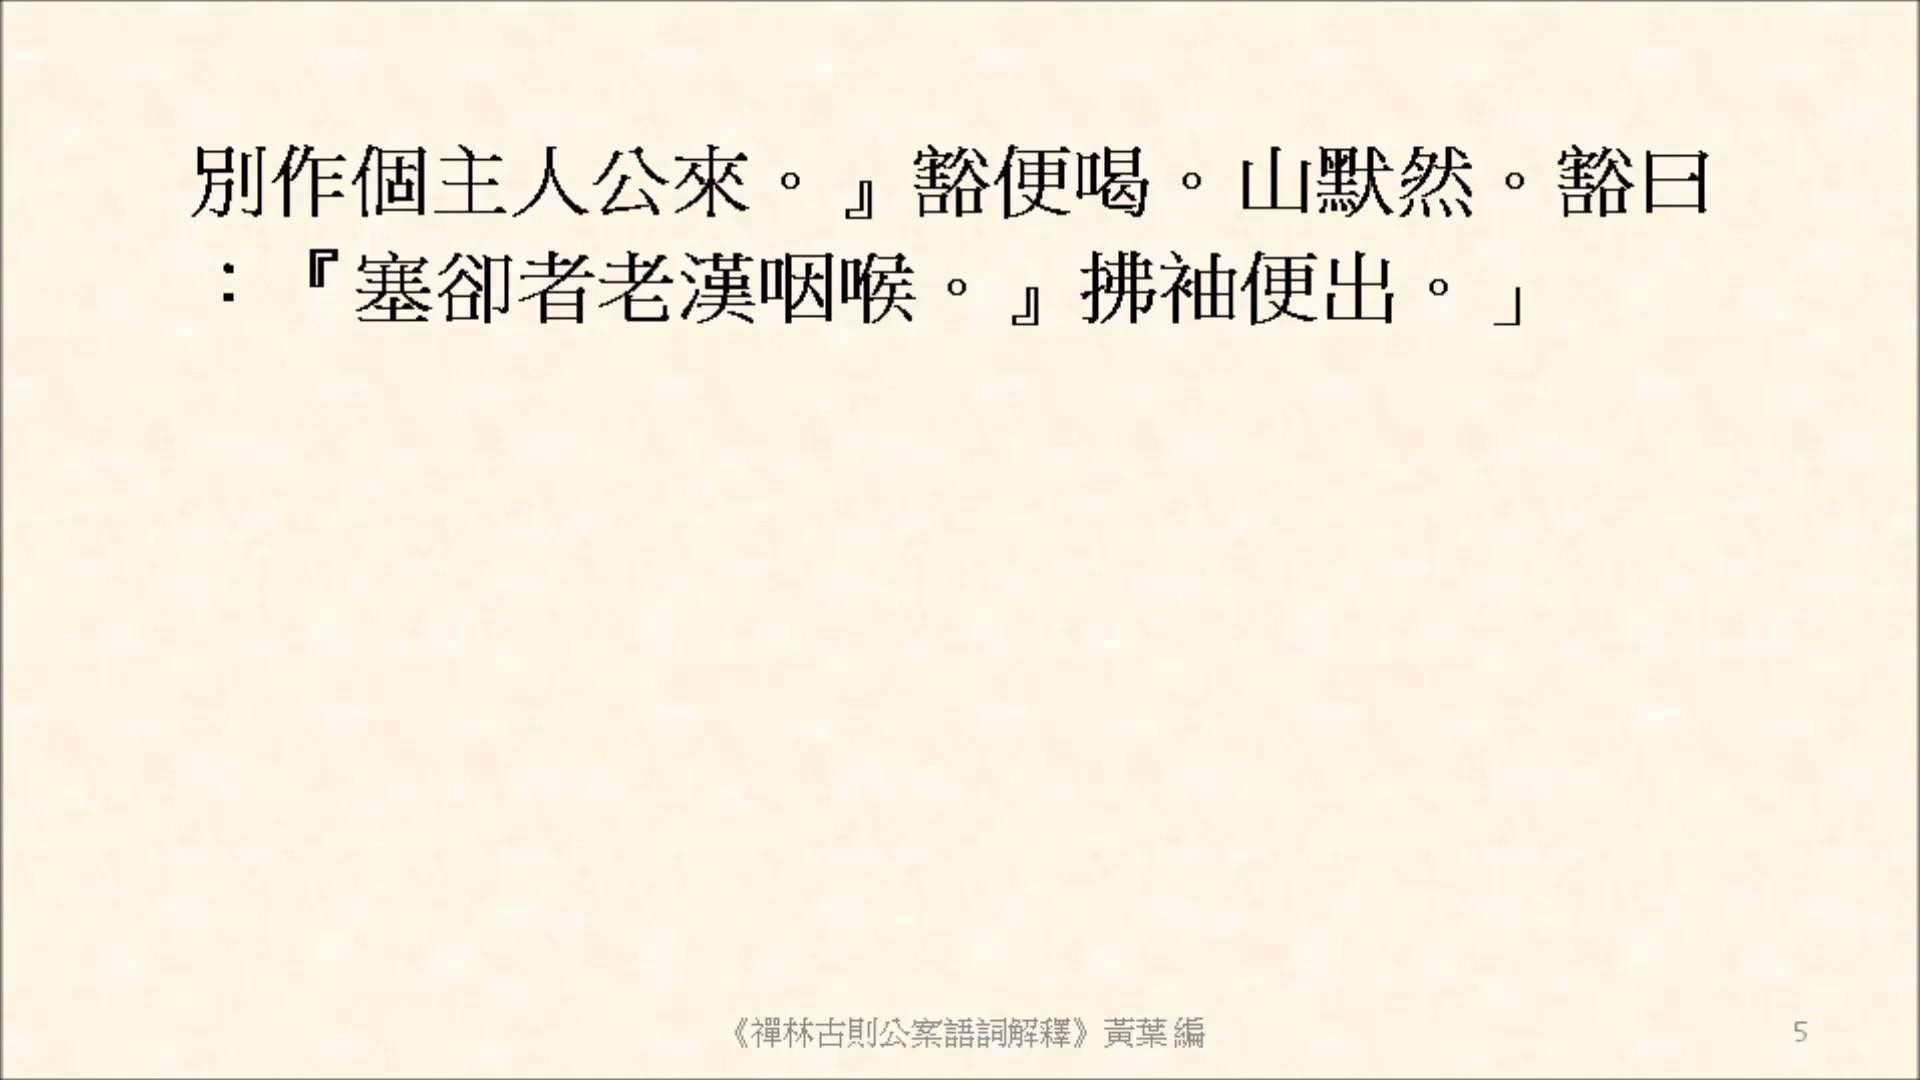 別作個主人公來。』豁便喝。山默然。豁曰
：『塞卻者老漢咽喉。』拂袖便出。」
《禪林古則公案語詞解釋》黃葉 編
5